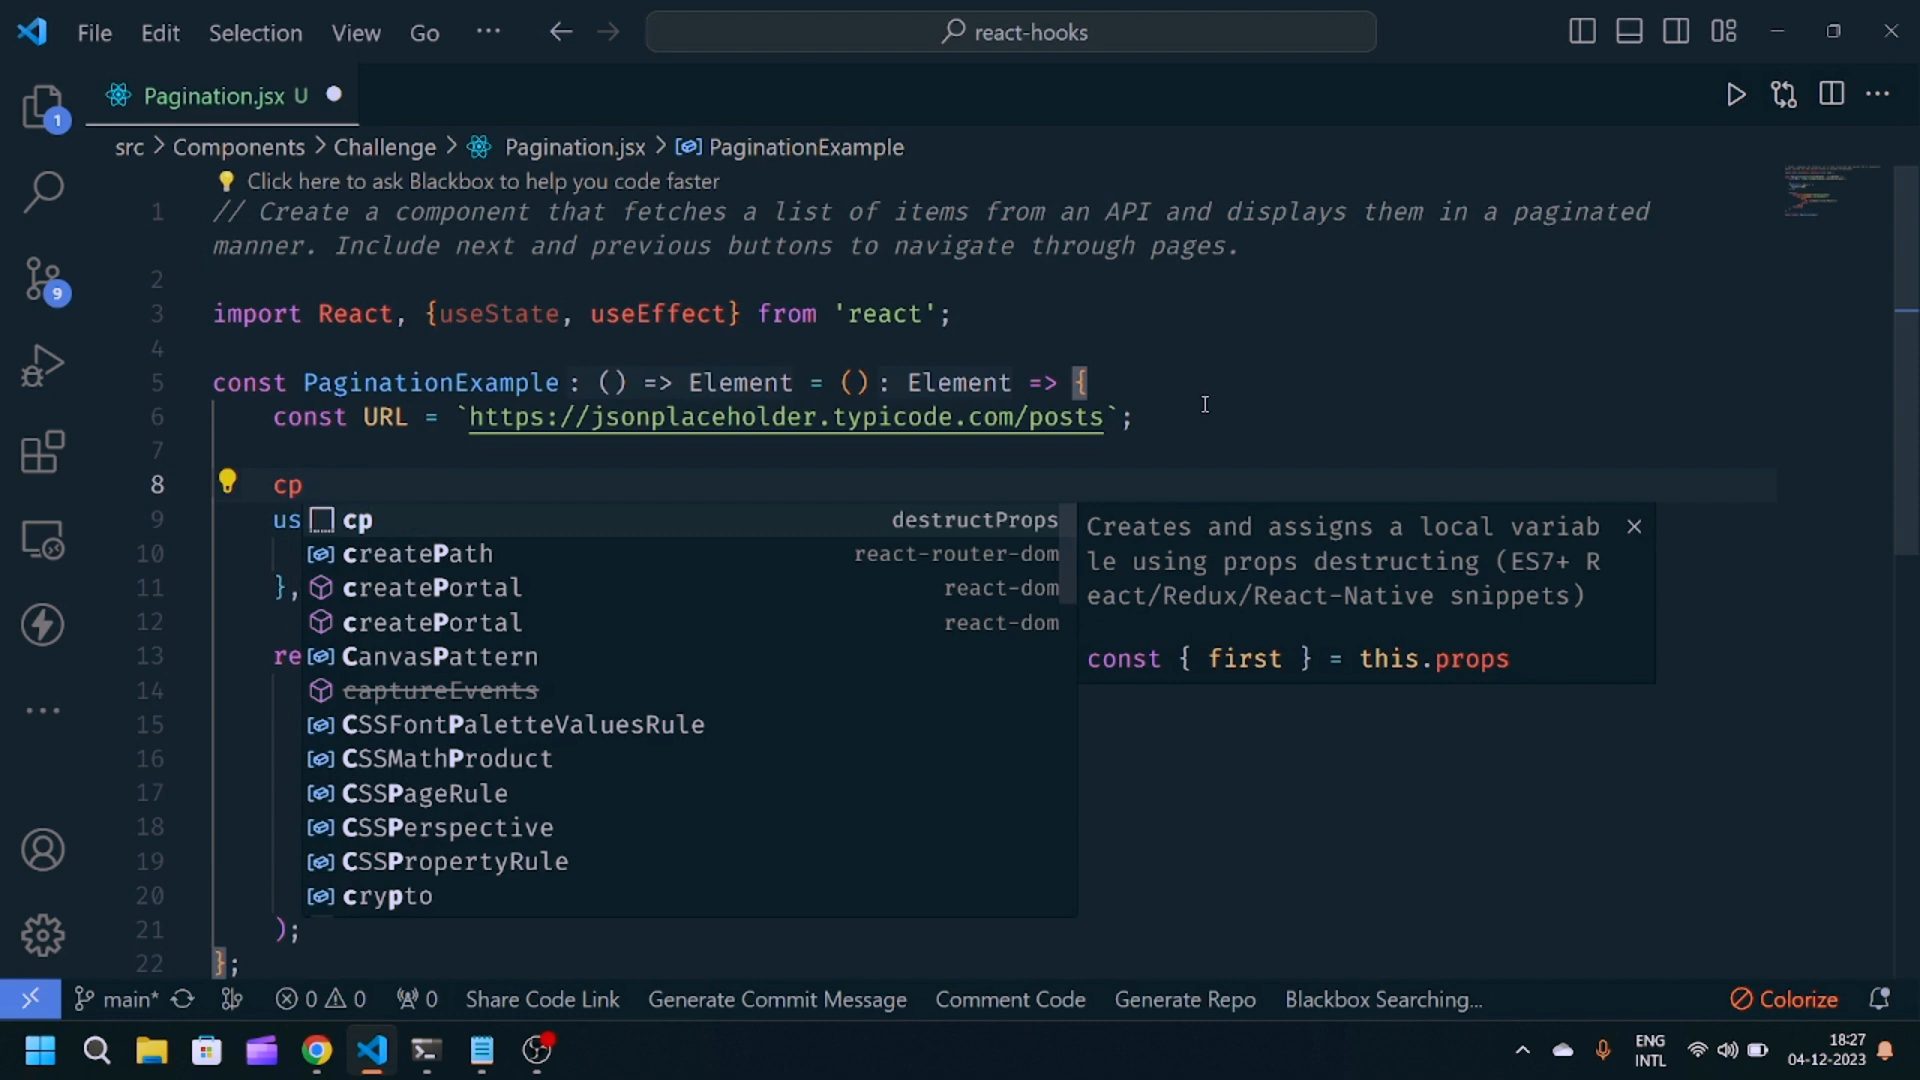 File Edit Selection View Go ··· react-hooks
Pagination.jsx U
1
src > Components > Challenge > Pagination.jsx > PaginationExample
Click here to ask Blackbox to help you code faster
1 // Create a component that fetches a list of items from an API and displays them in a paginated
manner. Include next and previous buttons to navigate through pages.
2
9
3 import React, {useState, useEffect} from 'react';
4
5 const PaginationExample: () => Element = (): Element => {
6 const URL = `https://jsonplaceholder.typicode.com/posts`;
7
8 cp
9 us cp destructProps
10 createPath react-router-dom
11 }, createPortal react-dom
12 createPortal react-dom
13 re CanvasPattern
14 captureEvents
15 CSSFontPaletteValuesRule
16 CSSMathProduct
17 CSSPageRule
18 CSSPerspective
19 CSSPropertyRule
20 crypto
21 );
22 };
Creates and assigns a local variab
le using props destructing (ES7+ R
eact/Redux/React-Native snippets)
const { first } = this.props
main* 0 0 0 Share Code Link Generate Commit Message Comment Code Generate Repo Blackbox Searching... Colorize
ENG
INTL
18:27
04-12-2023